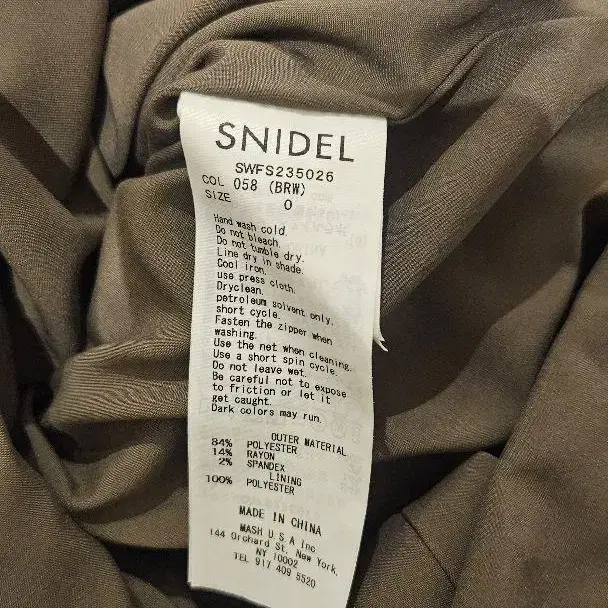 SNIDEL
SWFS235026
COL 058 (BRW)
SIZE 0
Hand wash cold.
Do not bleach.
Do not tumble dry.
Line dry in shade.
Cool iron.
use press cloth.
Dryclean.
petroleum solvent only.
short cycle.
Fasten the zipper when
washing.
Use the net when cleaning.
Use a short spin cycle.
Do not leave wet.
Be careful not to expose
to friction or let it
get caught.
Dark colors may run.
OUTER MATERIAL
84% POLYESTER
14% RAYON
2% SPANDEX
LINING
100% POLYESTER
MADE IN CHINA
MASH U.S.A Inc
144 Orchard St. New York,
NY 10002
TEL 917 409 5520